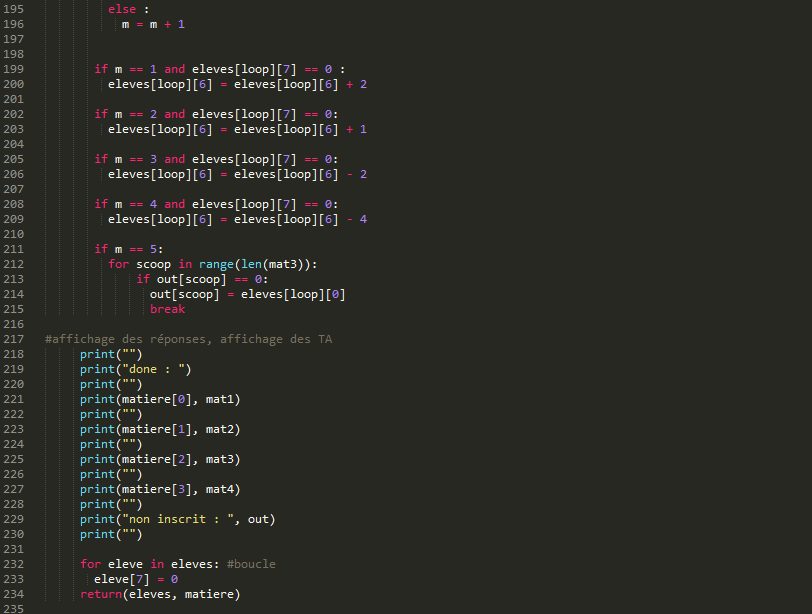 195 else :
196 m = m + 1
197
198
199 if m == 1 and eleves[loop][7] == 0 :
200 eleves[loop][6] = eleves[loop][6] + 2
201
202 if m == 2 and eleves[loop][7] == 0:
203 eleves[loop][6] = eleves[loop][6] + 1
204
205 if m == 3 and eleves[loop][7] == 0:
206 eleves[loop][6] = eleves[loop][6] - 2
207
208 if m == 4 and eleves[loop][7] == 0:
209 eleves[loop][6] = eleves[loop][6] - 4
210
211 if m == 5:
212 for scoop in range(len(mat3)):
213 if out[scoop] == 0:
214 out[scoop] = eleves[loop][0]
215 break
216
217 #affichage des réponses, affichage des TA
218 print("")
219 print("done : ")
220 print("")
221 print(matiere[0], mat1)
222 print("")
223 print(matiere[1], mat2)
224 print("")
225 print(matiere[2], mat3)
226 print("")
227 print(matiere[3], mat4)
228 print("")
229 print("non inscrit : ", out)
230 print("")
231
232 for eleve in eleves: #boucle
233 eleve[7] = 0
234 return(eleves, matiere)
235